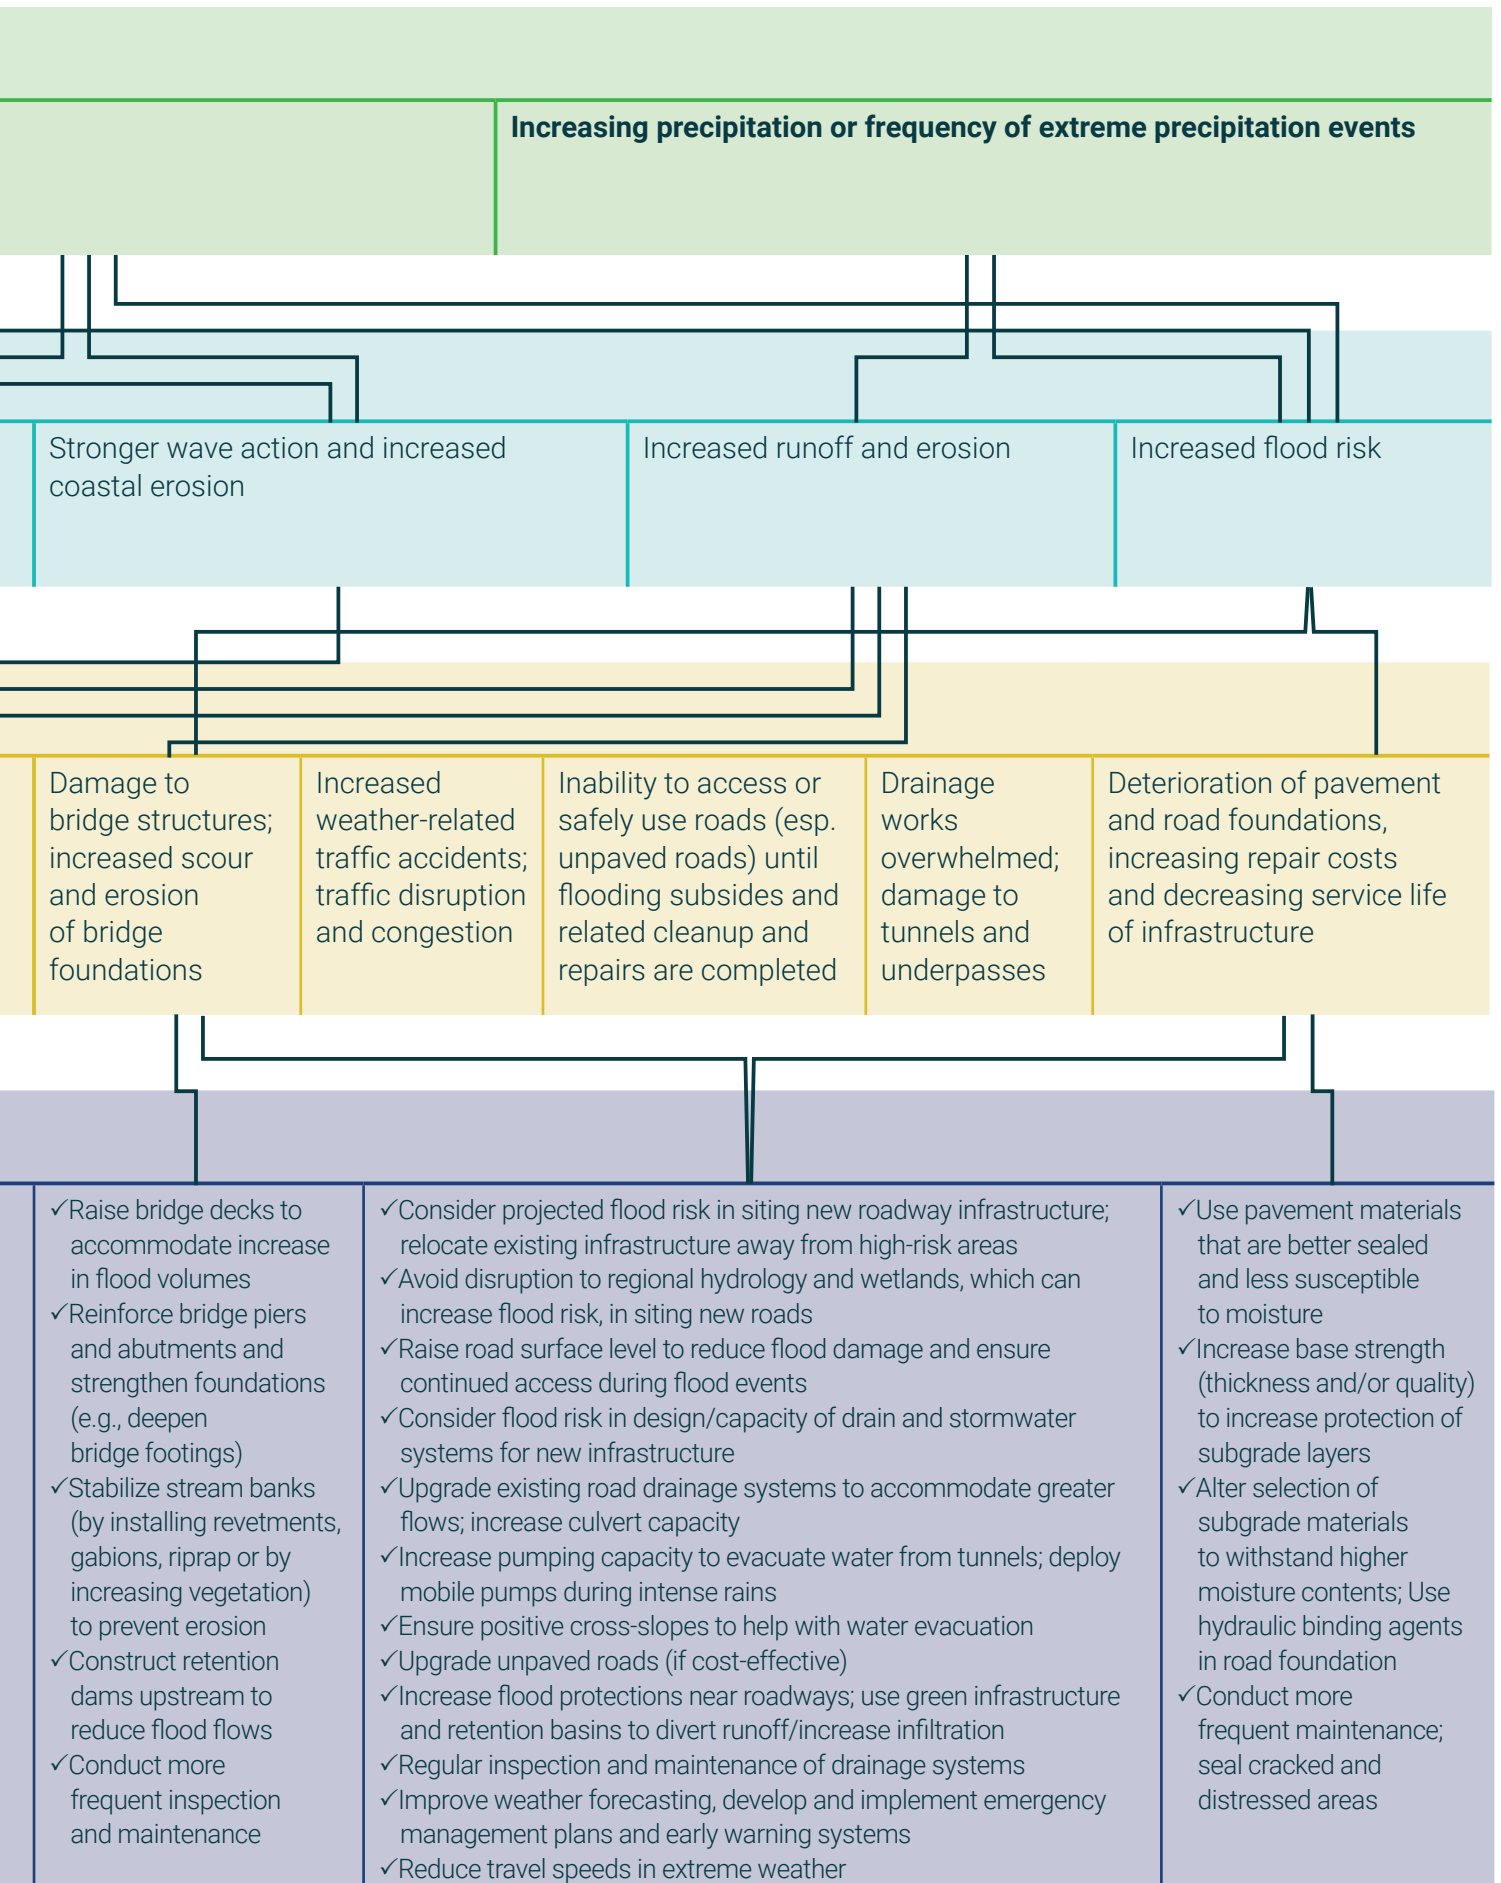 Increasing precipitation or frequency of extreme precipitation events
Stronger wave action and increased
coastal erosion
Increased runoff and erosion
Increased flood risk
Damage to
bridge structures;
increased scour
and erosion
of bridge
foundations
Increased
weather-related
traffic accidents;
traffic disruption
and congestion
Inability to access or
safely use roads (esp.
unpaved roads) until
flooding subsides and
related cleanup and
repairs are completed
Drainage
works
overwhelmed;
damage to
tunnels and
underpasses
Deterioration of pavement
and road foundations,
increasing repair costs
and decreasing service life
of infrastructure
✓Raise bridge decks to
accommodate increase
in flood volumes
✓Reinforce bridge piers
and abutments and
strengthen foundations
(e.g., deepen
bridge footings)
✓Stabilize stream banks
(by installing revetments,
gabions, riprap or by
increasing vegetation)
to prevent erosion
✓Construct retention
dams upstream to
reduce flood flows
✓Conduct more
frequent inspection
and maintenance
✓Consider projected flood risk in siting new roadway infrastructure;
relocate existing infrastructure away from high-risk areas
✓Avoid disruption to regional hydrology and wetlands, which can
increase flood risk, in siting new roads
✓Raise road surface level to reduce flood damage and ensure
continued access during flood events
✓Consider flood risk in design/capacity of drain and stormwater
systems for new infrastructure
✓Upgrade existing road drainage systems to accommodate greater
flows; increase culvert capacity
✓Increase pumping capacity to evacuate water from tunnels; deploy
mobile pumps during intense rains
✓Ensure positive cross-slopes to help with water evacuation
✓Upgrade unpaved roads (if cost-effective)
✓Increase flood protections near roadways; use green infrastructure
and retention basins to divert runoff/increase infiltration
✓Regular inspection and maintenance of drainage systems
✓Improve weather forecasting, develop and implement emergency
management plans and early warning systems
✓Reduce travel speeds in extreme weather
✓Use pavement materials
that are better sealed
and less susceptible
to moisture
✓Increase base strength
(thickness and/or quality)
to increase protection of
subgrade layers
✓Alter selection of
subgrade materials
to withstand higher
moisture contents; Use
hydraulic binding agents
in road foundation
✓Conduct more
frequent maintenance;
seal cracked and
distressed areas